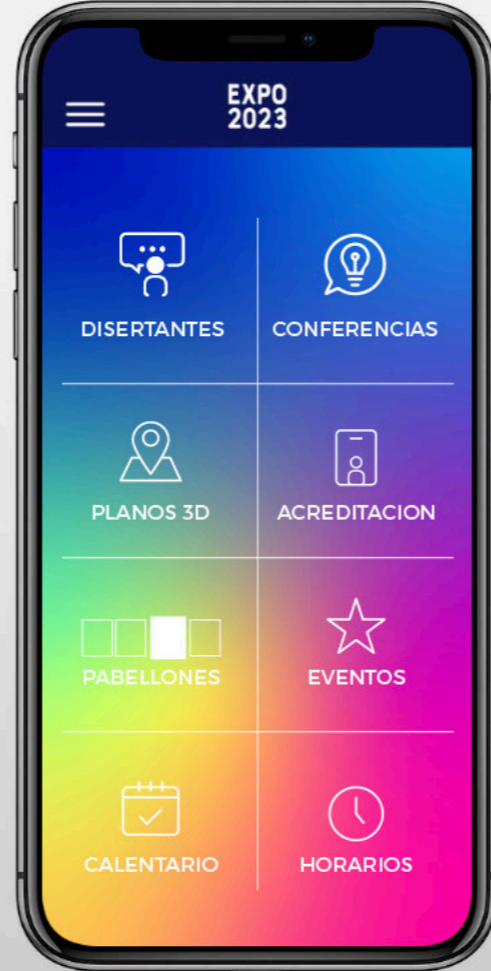 EXPO
2023
DISERTANTES
CONFERENCIAS
PLANOS 3D
ACREDITACION
PABELLONES
EVENTOS
CALENTARIO
HORARIOS